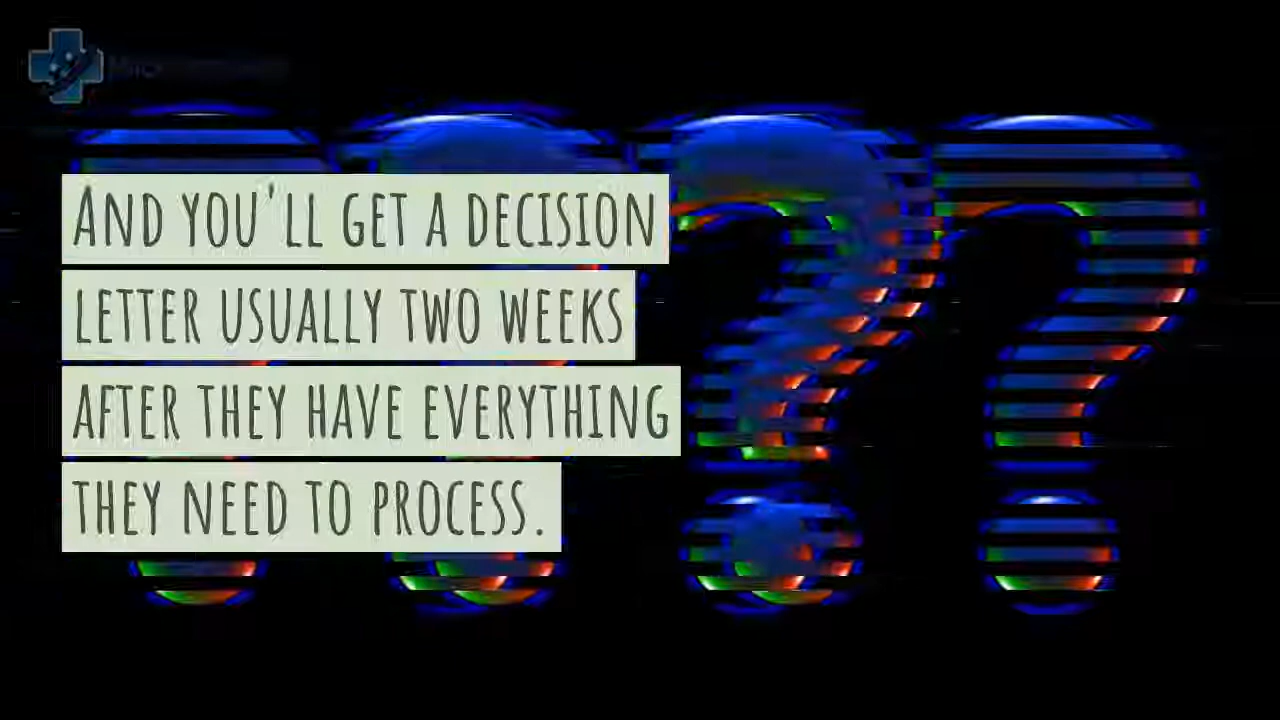 AND YOU'LL GET A DECISION
LETTER USUALLY TWO WEEKS
AFTER THEY HAVE EVERYTHING
THEY NEED TO PROCESS.